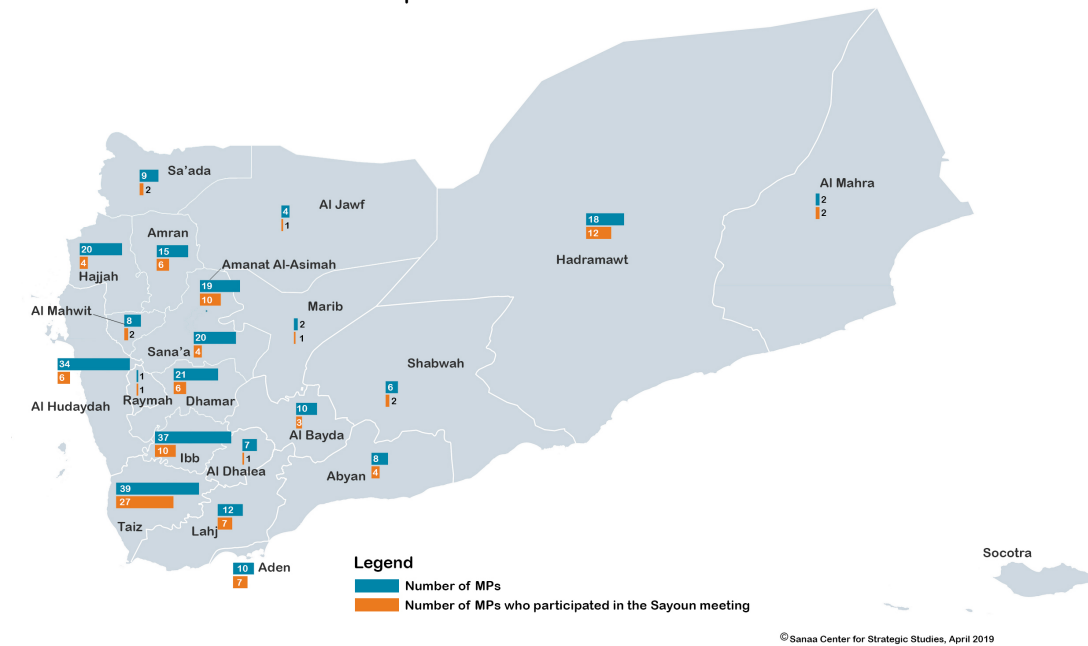 Sa'ada
9
2
Al Jawf
4
1
Al Mahra
2
2
Amran
15
6
18
12
Hadramawt
20
4
Hajjah
Amanat Al-Asimah
19
10
Marib
2
1
Al Mahwit
8
2
Sana'a
20
4
34
6
Al Hudaydah
1
1
Raymah
21
6
Dhamar
Shabwah
6
2
10
3
Al Bayda
37
10
Ibb
7
1
Al Dhalea
8
4
Abyan
39
27
Taiz
12
7
Lahj
10
7
Aden
Socotra
Legend
Number of MPs
Number of MPs who participated in the Sayoun meeting
©Sanaa Center for Strategic Studies, April 2019